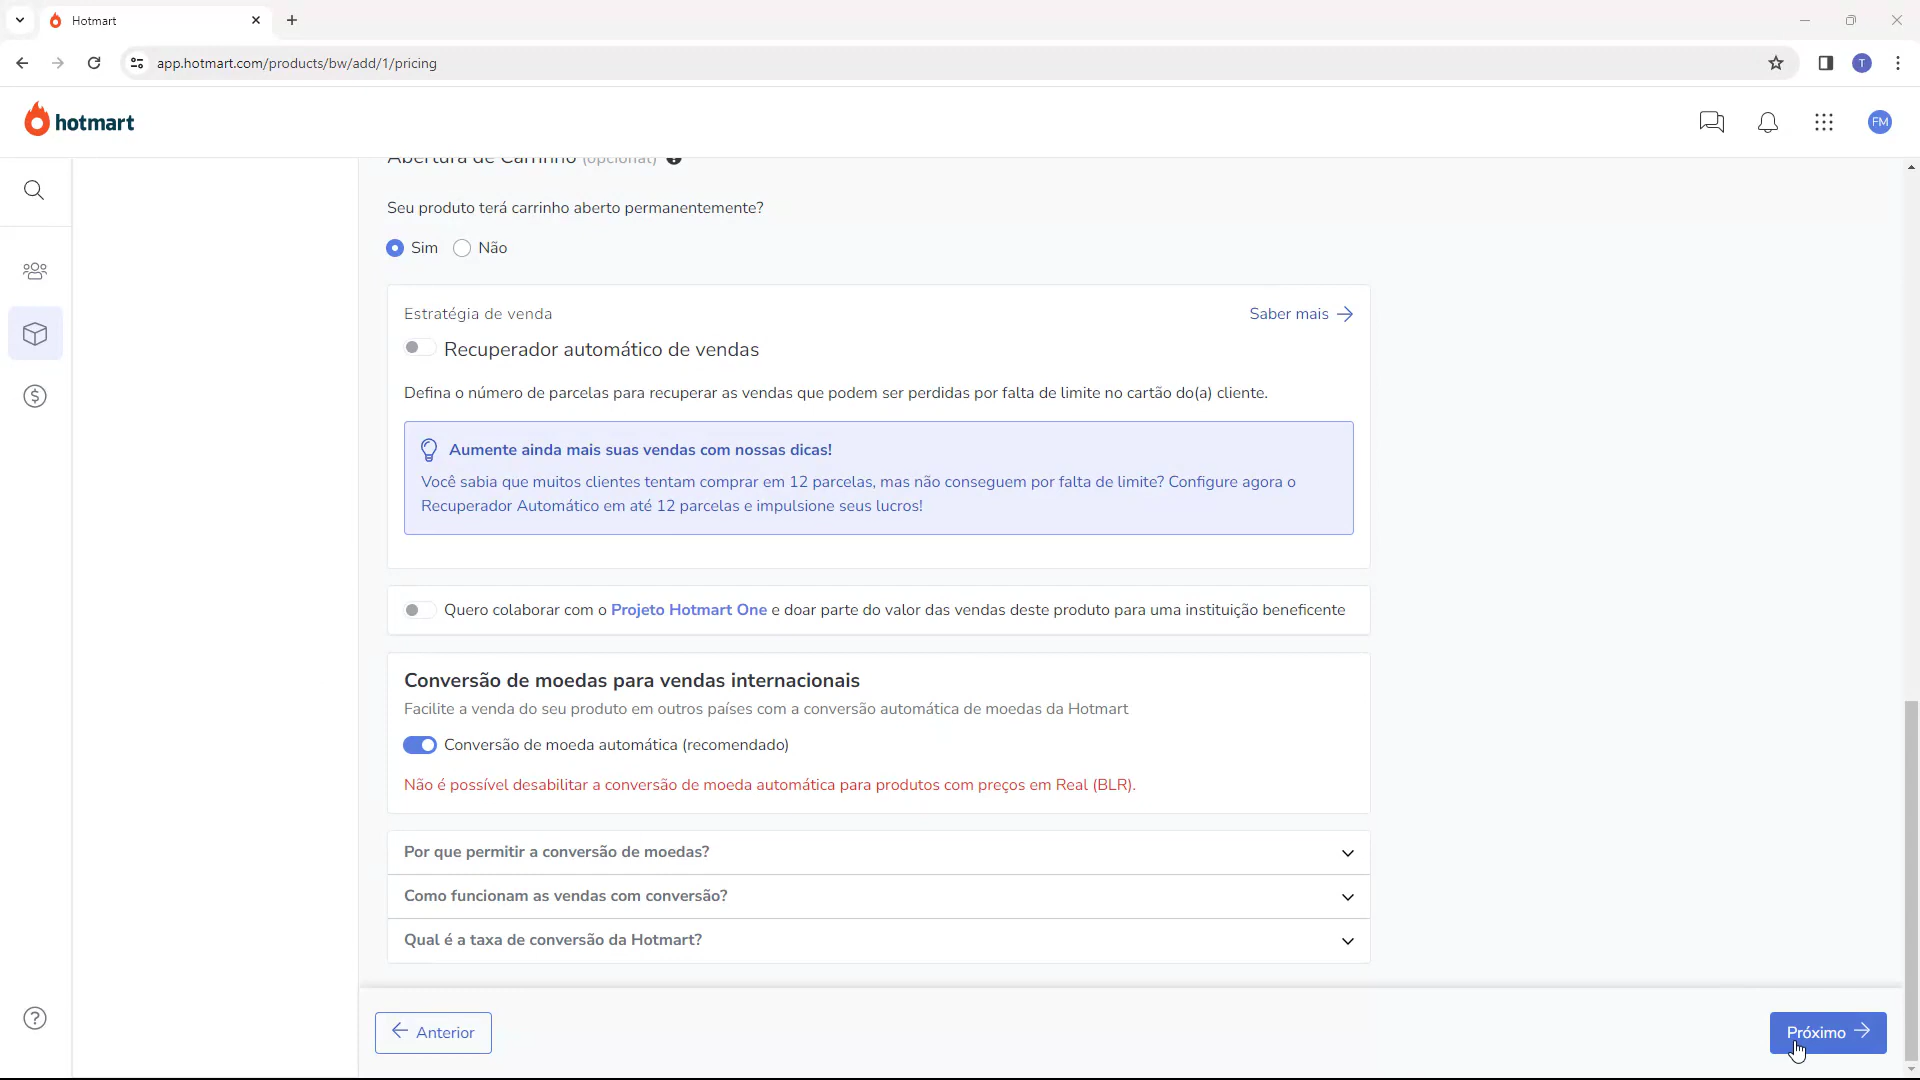 Hotmart
app.hotmart.com/products/bw/add/1/pricing
T
hotmart
FM
Abertura de Carrinho (opcional)
Seu produto terá carrinho aberto permanentemente?
Sim Não
Estratégia de venda
Saber mais
Recuperador automático de vendas
Defina o número de parcelas para recuperar as vendas que podem ser perdidas por falta de limite no cartão do(a) cliente.
Aumente ainda mais suas vendas com nossas dicas!
Você sabia que muitos clientes tentam comprar em 12 parcelas, mas não conseguem por falta de limite? Configure agora o
Recuperador Automático em até 12 parcelas e impulsione seus lucros!
Quero colaborar com o Projeto Hotmart One e doar parte do valor das vendas deste produto para uma instituição beneficente
Conversão de moedas para vendas internacionais
Facilite a venda do seu produto em outros países com a conversão automática de moedas da Hotmart
Conversão de moeda automática (recomendado)
Não é possível desabilitar a conversão de moeda automática para produtos com preços em Real (BLR).
Por que permitir a conversão de moedas?
Como funcionam as vendas com conversão?
Qual é a taxa de conversão da Hotmart?
Anterior
Próximo